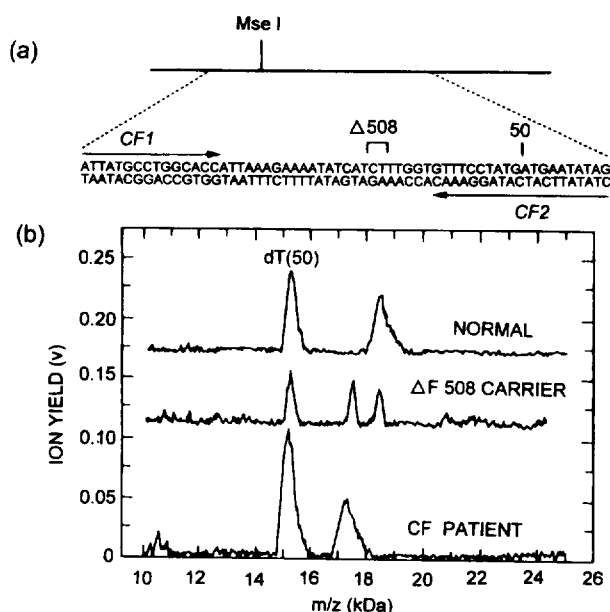 Mse I
(a)
CF1
Δ508
50
ATTATGCCTGGCACCATTAAAGAAAATATCATCTTTGGTGTTTCCTATGATGAATATAG
TAATACGGACCGTGGTAATTTCTTTTATAGTAGAAACCACAAAGGATACTACTTATATC
CF2
(b)
dT(50)
NORMAL
ΔF 508 CARRIER
CF PATIENT
ION YIELD (v)
0.25
0.20
0.15
0.10
0.05
0
10 12 14 16 18 20 22 24 26
m/z (kDa)